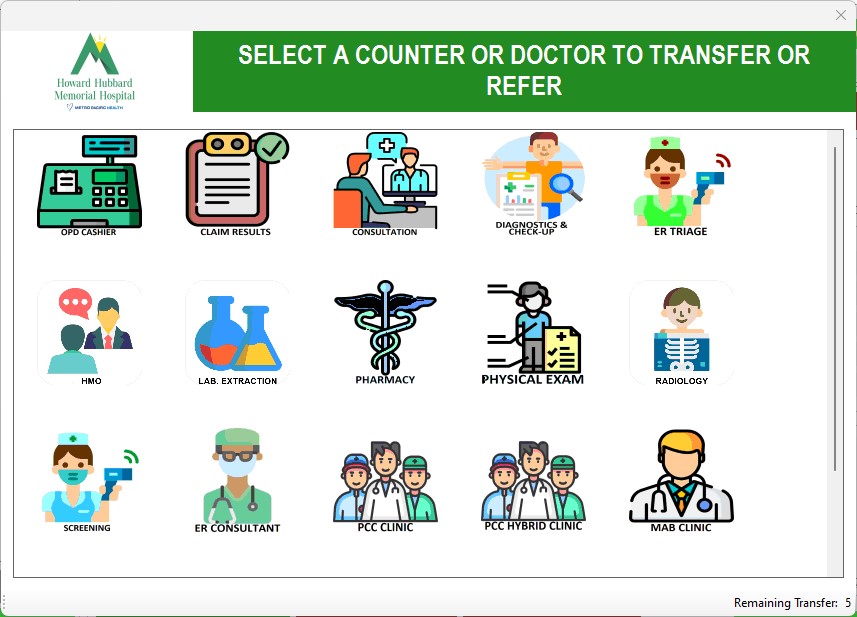 SELECT A COUNTER OR DOCTOR TO TRANSFER OR
REFER
Howard Hubbard
Memorial Hospital
METRO PACIFIC HEALTH
OPD CASHIER
CLAIM RESULTS
CONSULTATION
DIAGNOSTICS &
CHECK-UP
ER TRIAGE
HMO
LAB. EXTRACTION
PHARMACY
PHYSICAL EXAM
RADIOLOGY
SCREENING
ER CONSULTANT
PCC CLINIC
PCC HYBRID CLINIC
MAB CLINIC
Remaining Transfer: 5